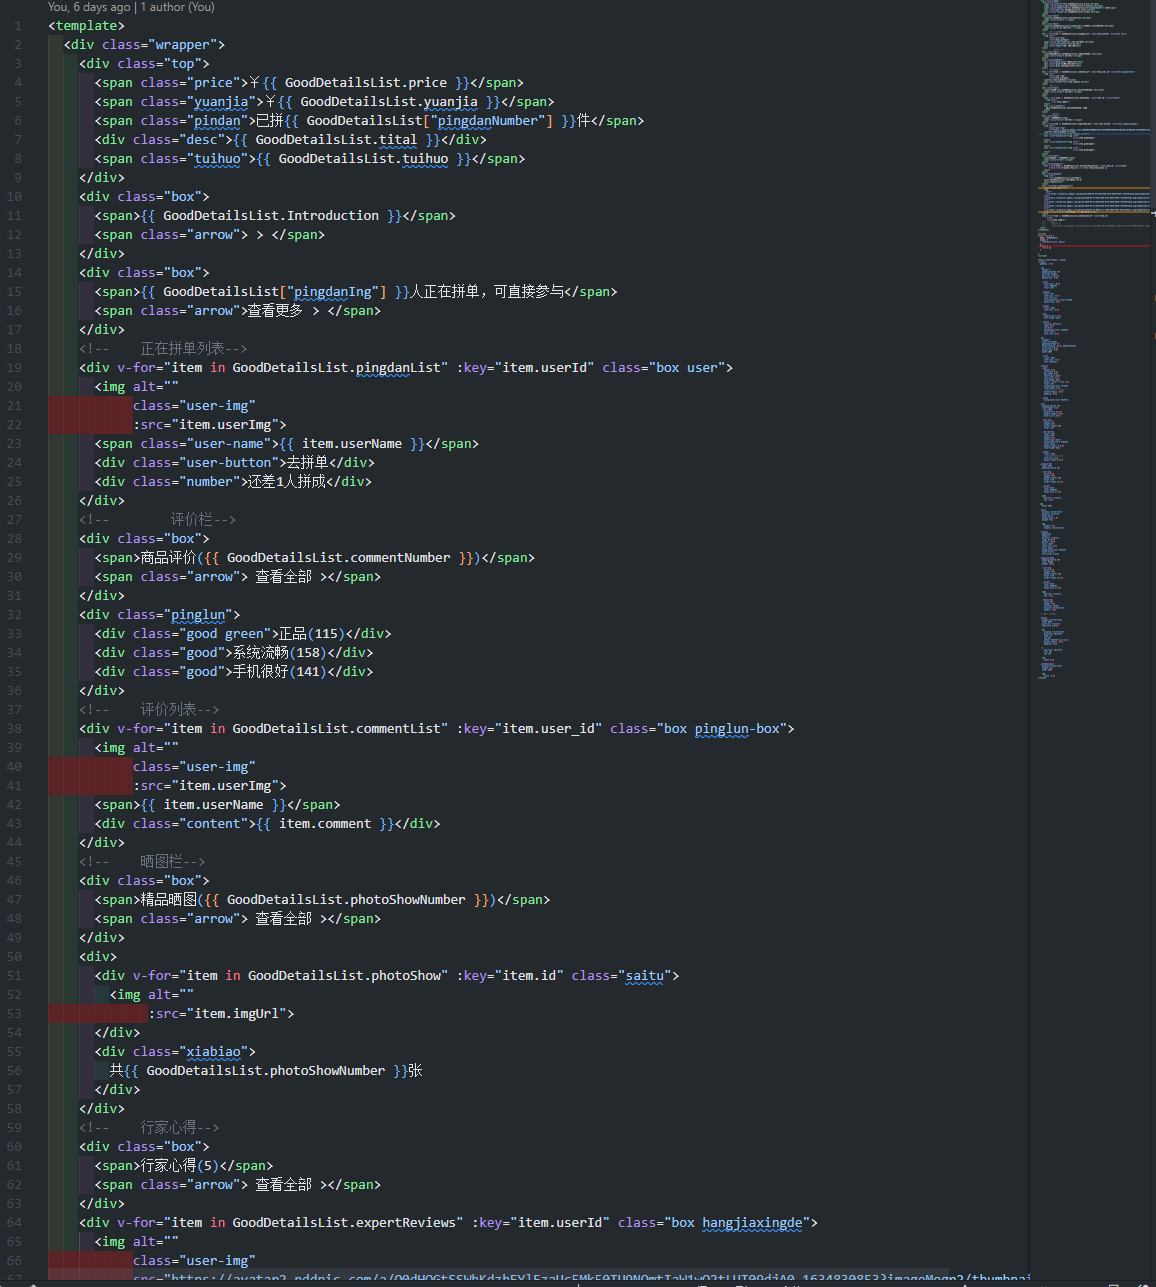 You, 6 days ago | 1 author (You)
1 <template>
2 <div class="wrapper">
3 <div class="top">
4 <span class="price">￥{{ GoodDetailsList.price }}</span>
5 <span class="yuanjia">￥{{ GoodDetailsList.yuanjia }}</span>
6 <span class="pindan">已拼{{ GoodDetailsList["pingdanNumber"] }}件</span>
7 <div class="desc">{{ GoodDetailsList.tital }}</div>
8 <span class="tuihuo">{{ GoodDetailsList.tuihuo }}</span>
9 </div>
10 <div class="box">
11 <span>{{ GoodDetailsList.Introduction }}</span>
12 <span class="arrow"> > </span>
13 </div>
14 <div class="box">
15 <span>{{ GoodDetailsList["pingdanIng"] }}人正在拼单，可直接参与</span>
16 <span class="arrow">查看更多 > </span>
17 </div>
18 <!--    正在拼单列表-->
19 <div v-for="item in GoodDetailsList.pingdanList" :key="item.userId" class="box user">
20 <img alt=""
21 class="user-img"
22 :src="item.userImg">
23 <span class="user-name">{{ item.userName }}</span>
24 <div class="user-button">去拼单</div>
25 <div class="number">还差1人拼成</div>
26 </div>
27 <!--        评价栏-->
28 <div class="box">
29 <span>商品评价({{ GoodDetailsList.commentNumber }})</span>
30 <span class="arrow"> 查看全部 ></span>
31 </div>
32 <div class="pinglun">
33 <div class="good green">正品(115)</div>
34 <div class="good">系统流畅(158)</div>
35 <div class="good">手机很好(141)</div>
36 </div>
37 <!--    评价列表-->
38 <div v-for="item in GoodDetailsList.commentList" :key="item.user_id" class="box pinglun-box">
39 <img alt=""
40 class="user-img"
41 :src="item.userImg">
42 <span>{{ item.userName }}</span>
43 <div class="content">{{ item.comment }}</div>
44 </div>
45 <!--    晒图栏-->
46 <div class="box">
47 <span>精品晒图({{ GoodDetailsList.photoShowNumber }})</span>
48 <span class="arrow"> 查看全部 ></span>
49 </div>
50 <div>
51 <div v-for="item in GoodDetailsList.photoShow" :key="item.id" class="saitu">
52 <img alt=""
53 :src="item.imgUrl">
54 </div>
55 <div class="xiabiao">
56 共{{ GoodDetailsList.photoShowNumber }}张
57 </div>
58 </div>
59 <!--    行家心得-->
60 <div class="box">
61 <span>行家心得(5)</span>
62 <span class="arrow"> 查看全部 ></span>
63 </div>
64 <div v-for="item in GoodDetailsList.expertReviews" :key="item.userId" class="box hangjiaxingde">
65 <img alt=""
66 class="user-img"
67